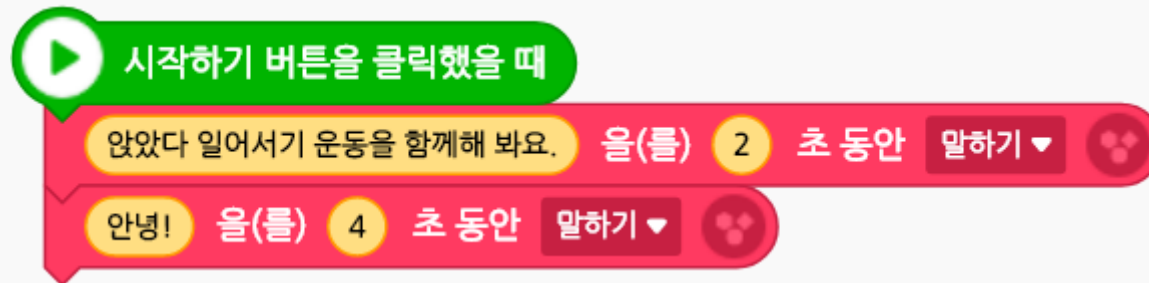 시작하기 버튼을 클릭했을 때
앉았다 일어서기 운동을 함께해 봐요. 을(를) 2 초 동안 말하기
안녕! 을(를) 4 초 동안 말하기